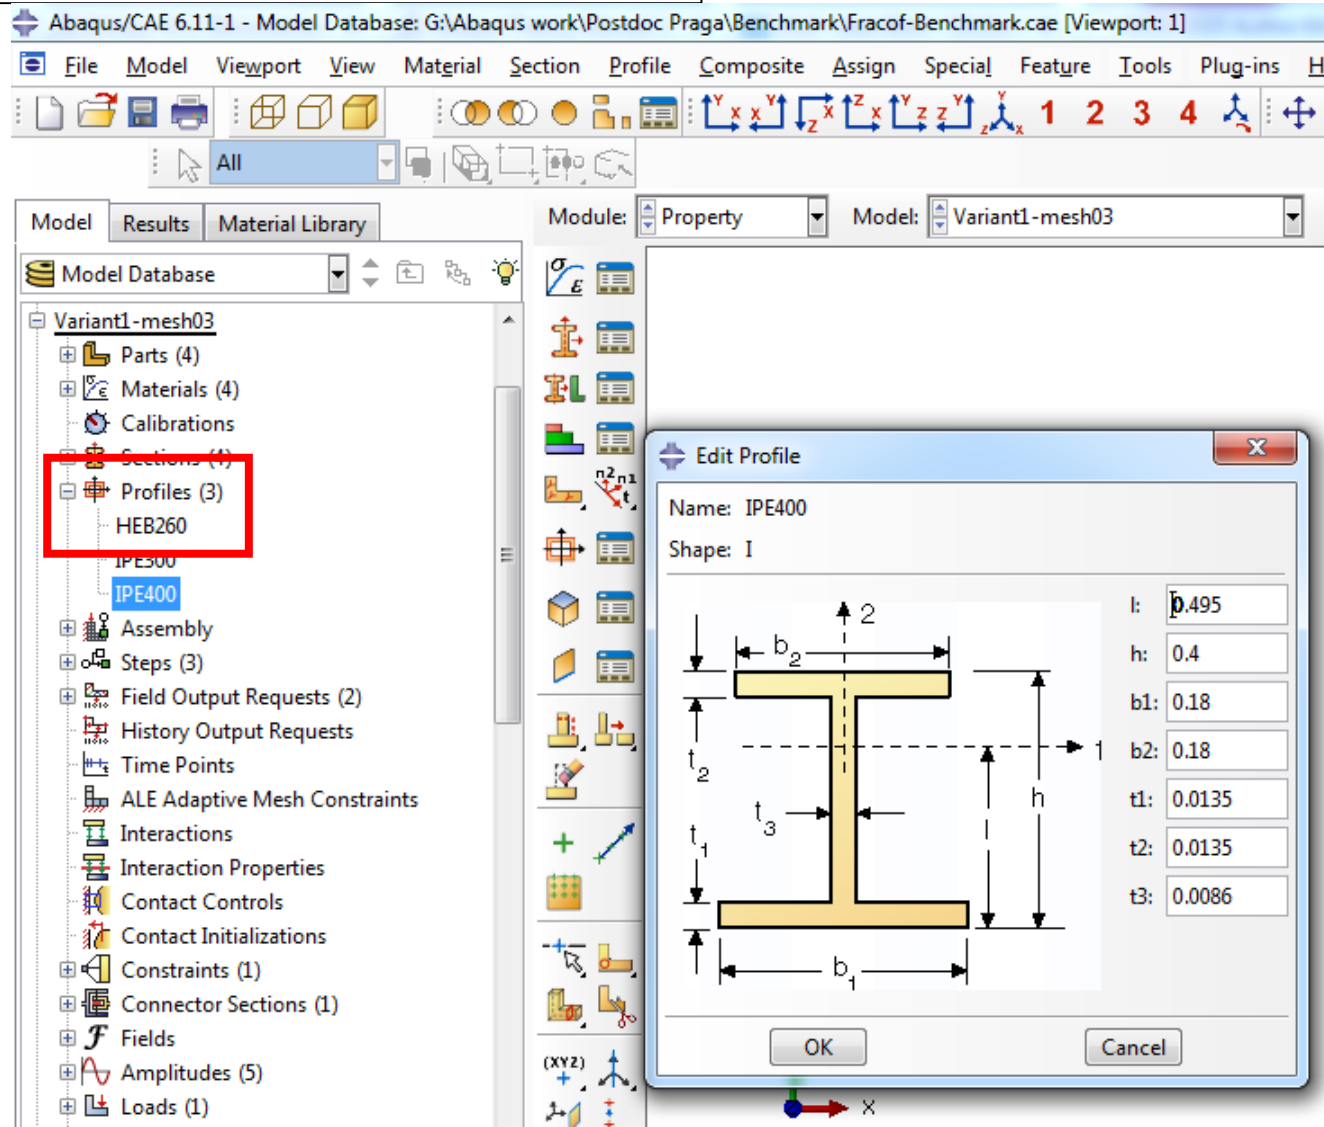 Abaqus/CAE 6.11-1 - Model Database: G:\Abaqus work\Postdoc Praga\Benchmark\Fracof-Benchmark.cae [Viewport: 1]
File Model Viewport View Material Section Profile Composite Assign Special Feature Tools Plug-ins H
Y x x Y Z x Z x Y z z Y Y z x 1 2 3 4
All
Model Results Material Library
Module: Property Model: Variant1-mesh03
Model Database
σ ε
Variant1-mesh03
Parts (4)
Materials (4)
Calibrations
Sections (4)
Profiles (3)
HEB260
IPE300
IPE400
Assembly
Steps (3)
Field Output Requests (2)
History Output Requests
Time Points
ALE Adaptive Mesh Constraints
Interactions
Interaction Properties
Contact Controls
Contact Initializations
Constraints (1)
Connector Sections (1)
Fields
Amplitudes (5)
Loads (1)
n2 n1
t
(XYZ)
Edit Profile
Name: IPE400
Shape: I
2
b2
1
t2
t3
h
t1
b1
l: 0.495
h: 0.4
b1: 0.18
b2: 0.18
t1: 0.0135
t2: 0.0135
t3: 0.0086
OK Cancel
X